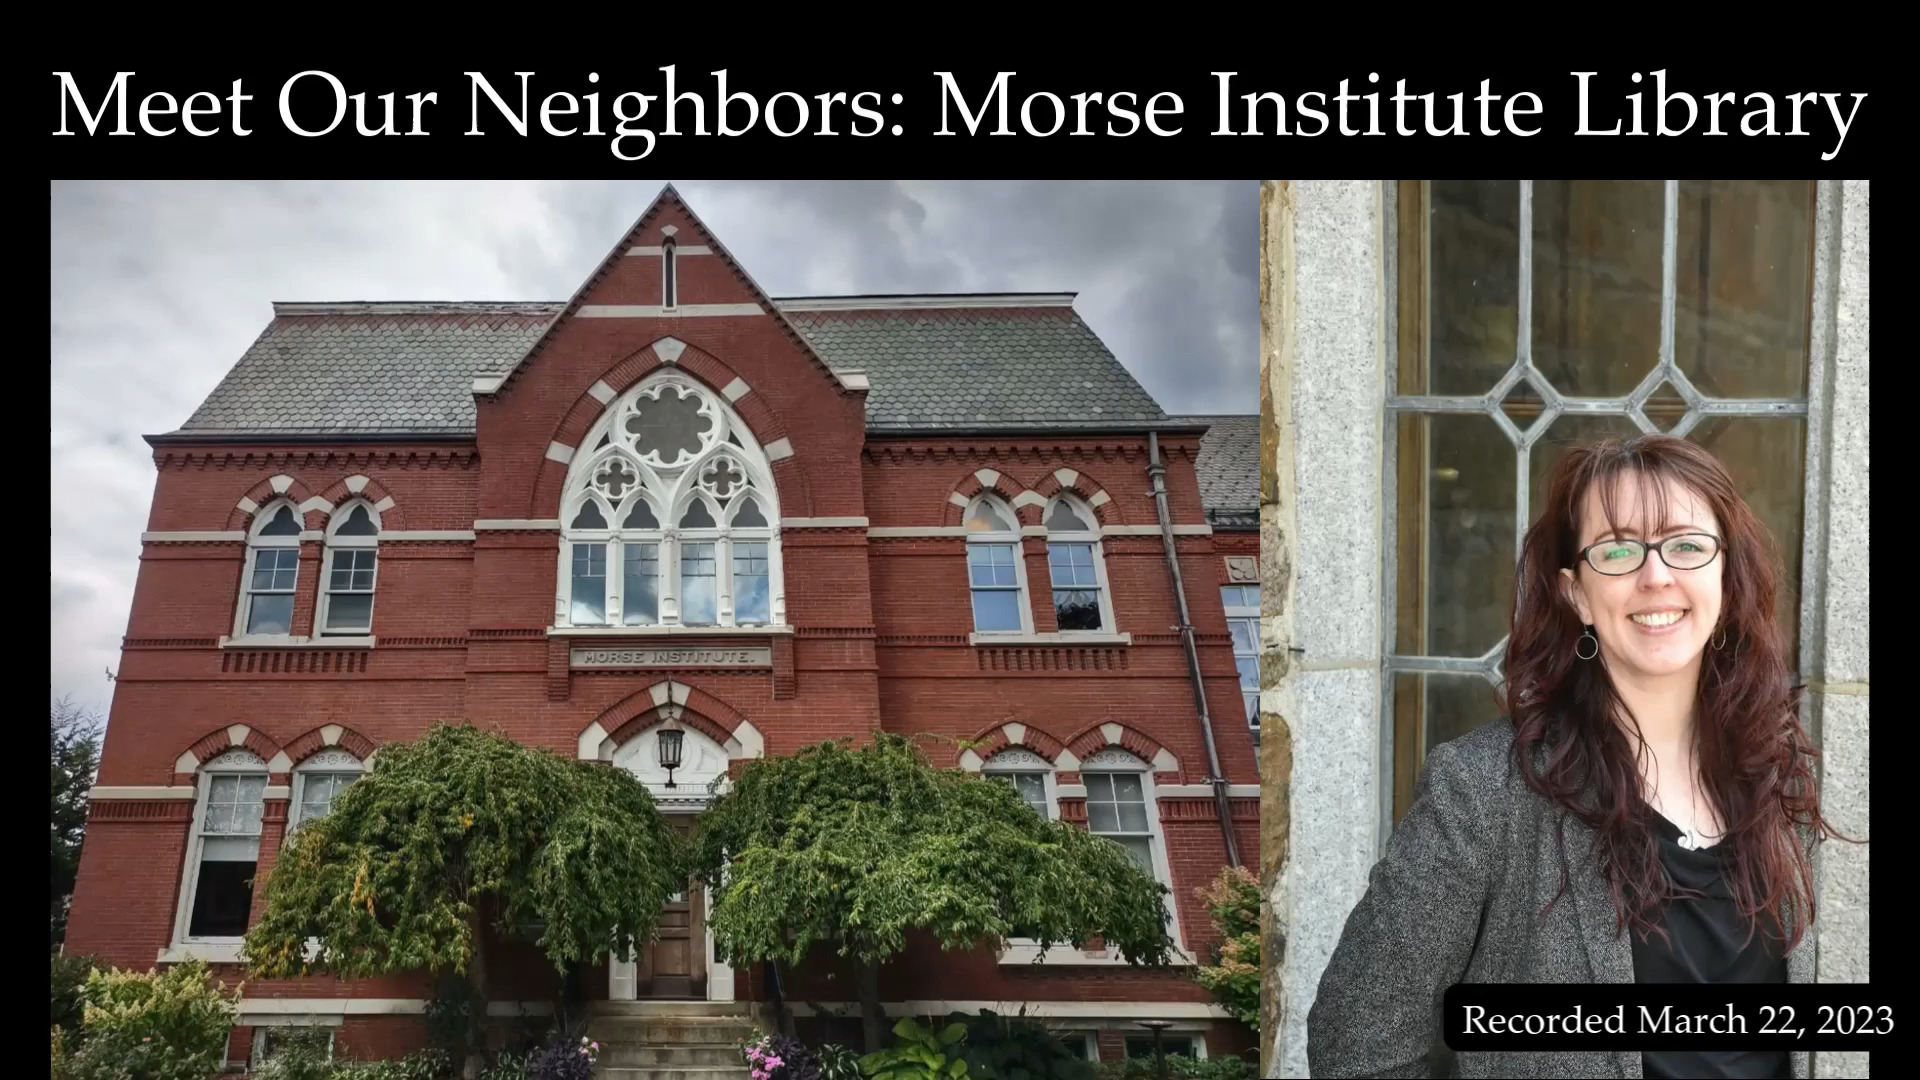 Meet Our Neighbors: Morse Institute Library
MORSE INSTITUTE.
Recorded March 22, 2023